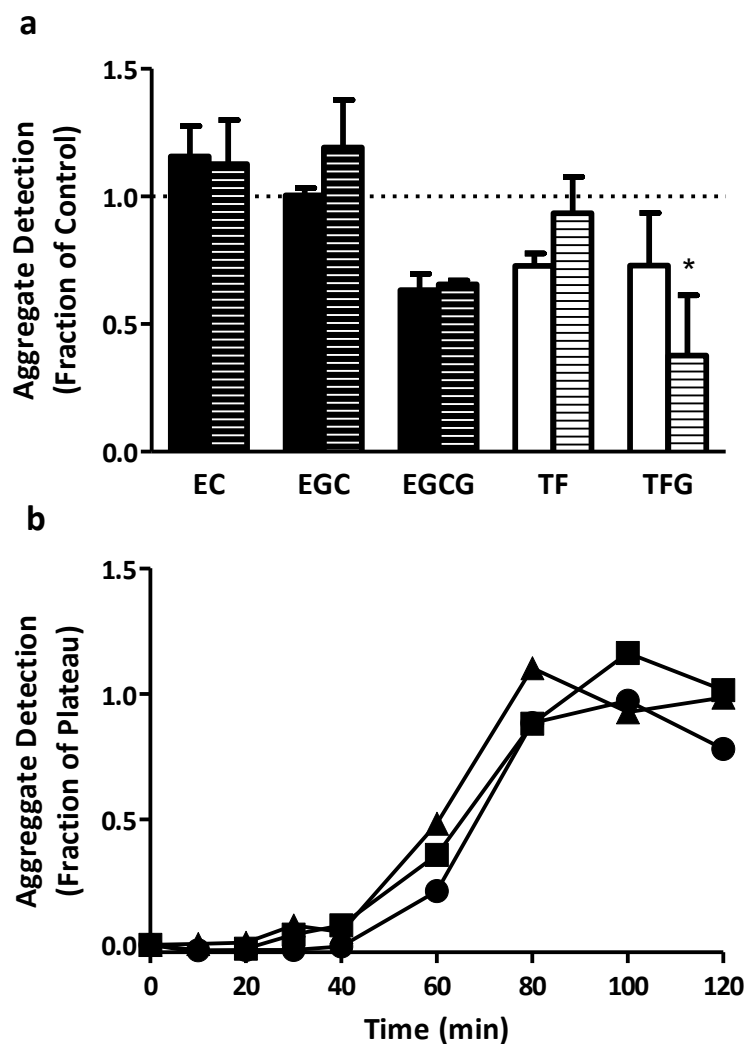 a
Aggregate Detection
(Fraction of Control)
1.5
1.0
0.5
0.0
*
EC EGC EGCG TF TFG
b
Aggreggate Detection
(Fraction of Plateau)
1.5
1.0
0.5
0.0
0 20 40 60 80 100 120
Time (min)